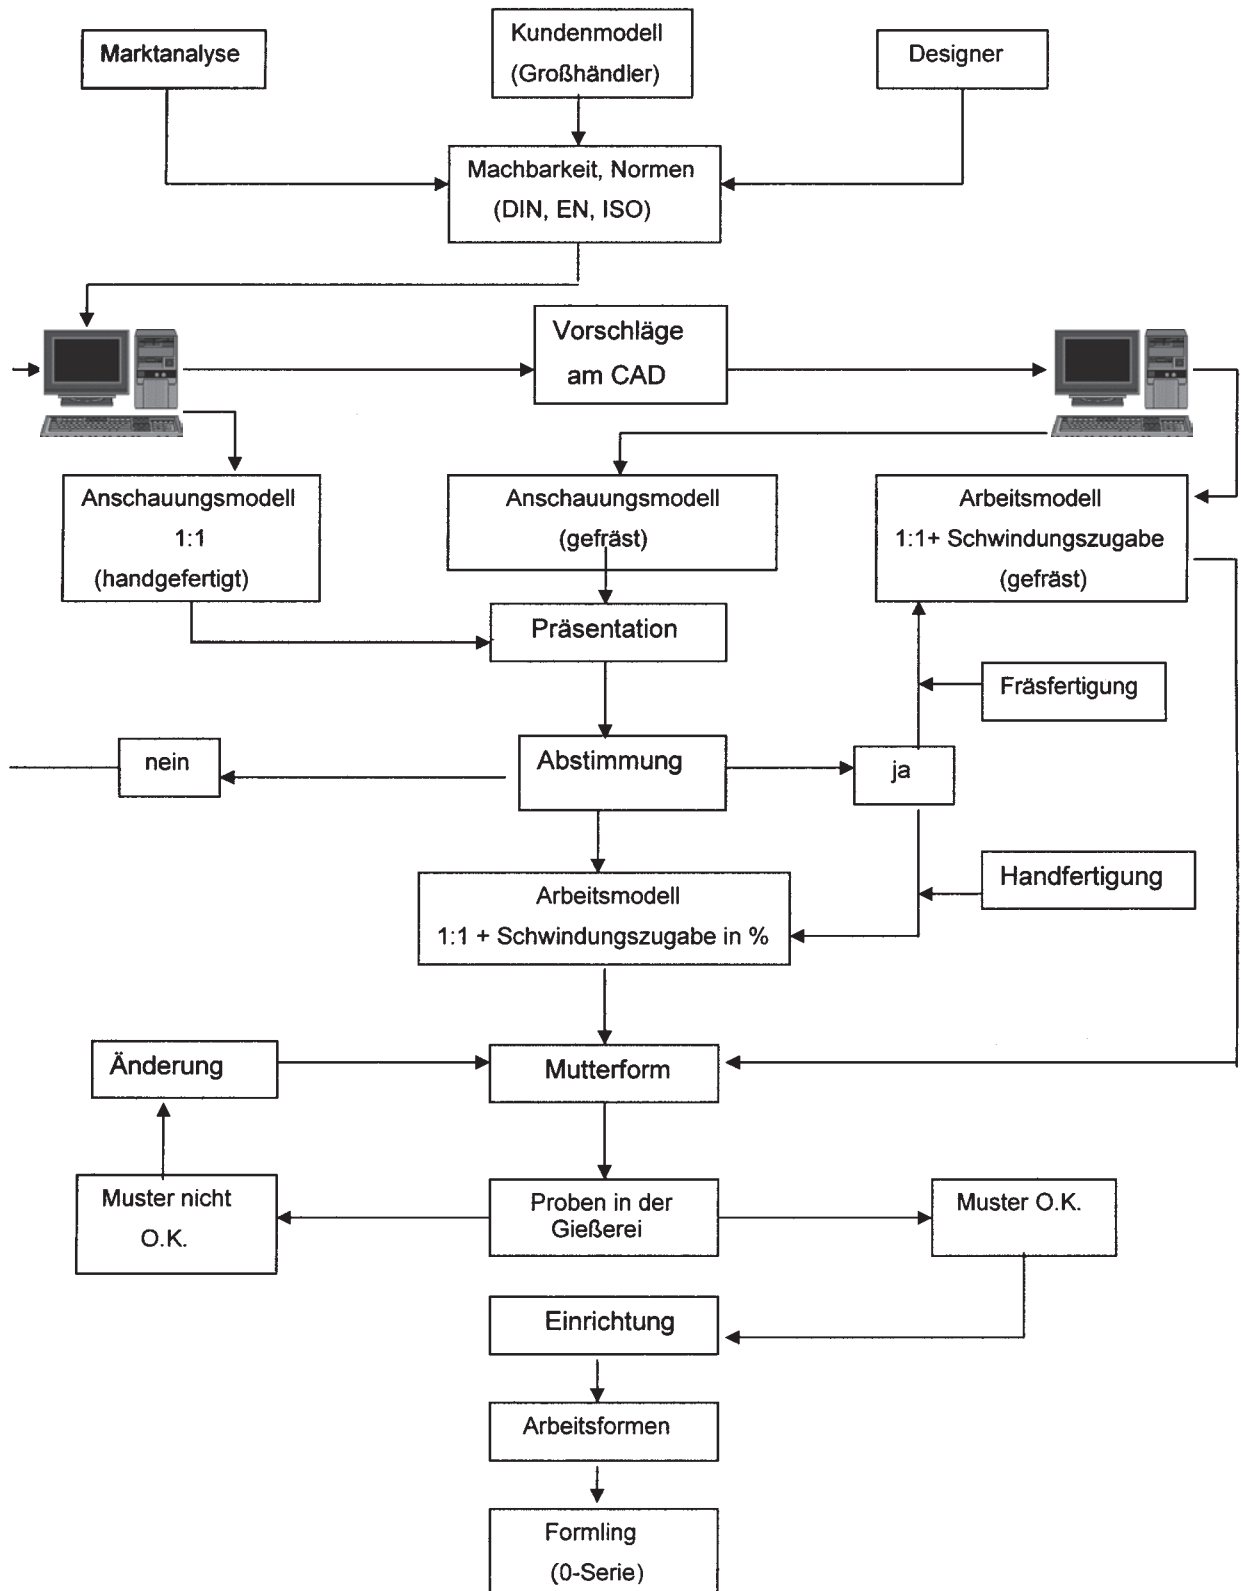 Marktanalyse
Kundenmodell
(Großhändler)
Designer
Machbarkeit, Normen
(DIN, EN, ISO)
Vorschläge
am CAD
Anschauungsmodell
1:1
(handgefertigt)
Anschauungsmodell
(gefräst)
Arbeitsmodell
1:1+ Schwindungszugabe
(gefräst)
Präsentation
Fräsfertigung
nein
Abstimmung
ja
Handfertigung
Arbeitsmodell
1:1 + Schwindungszugabe in %
Änderung
Mutterform
Muster nicht
O.K.
Proben in der
Gießerei
Muster O.K.
Einrichtung
Arbeitsformen
Formling
(0-Serie)